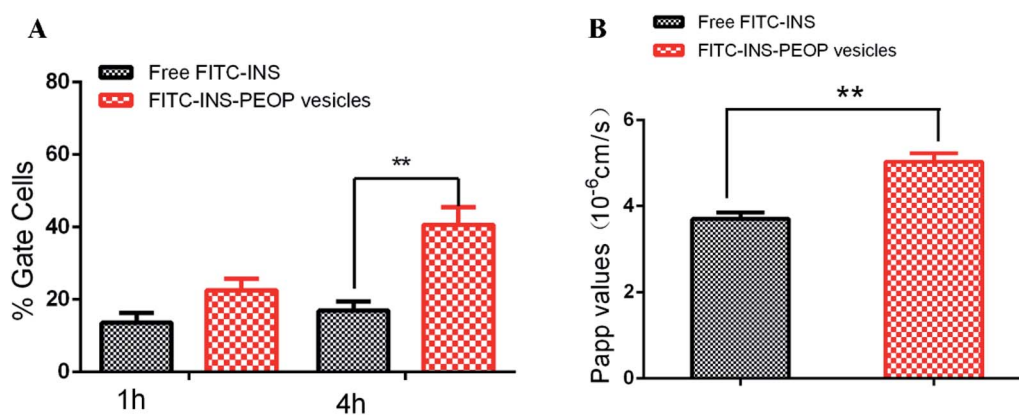 A
Free FITC-INS
FITC-INS-PEOP vesicles
% Gate Cells
80
60
40
20
0
**
1h
4h
B
Free FITC-INS
FITC-INS-PEOP vesicles
Papp values (10⁻⁶cm/s)
6
4
2
0
**